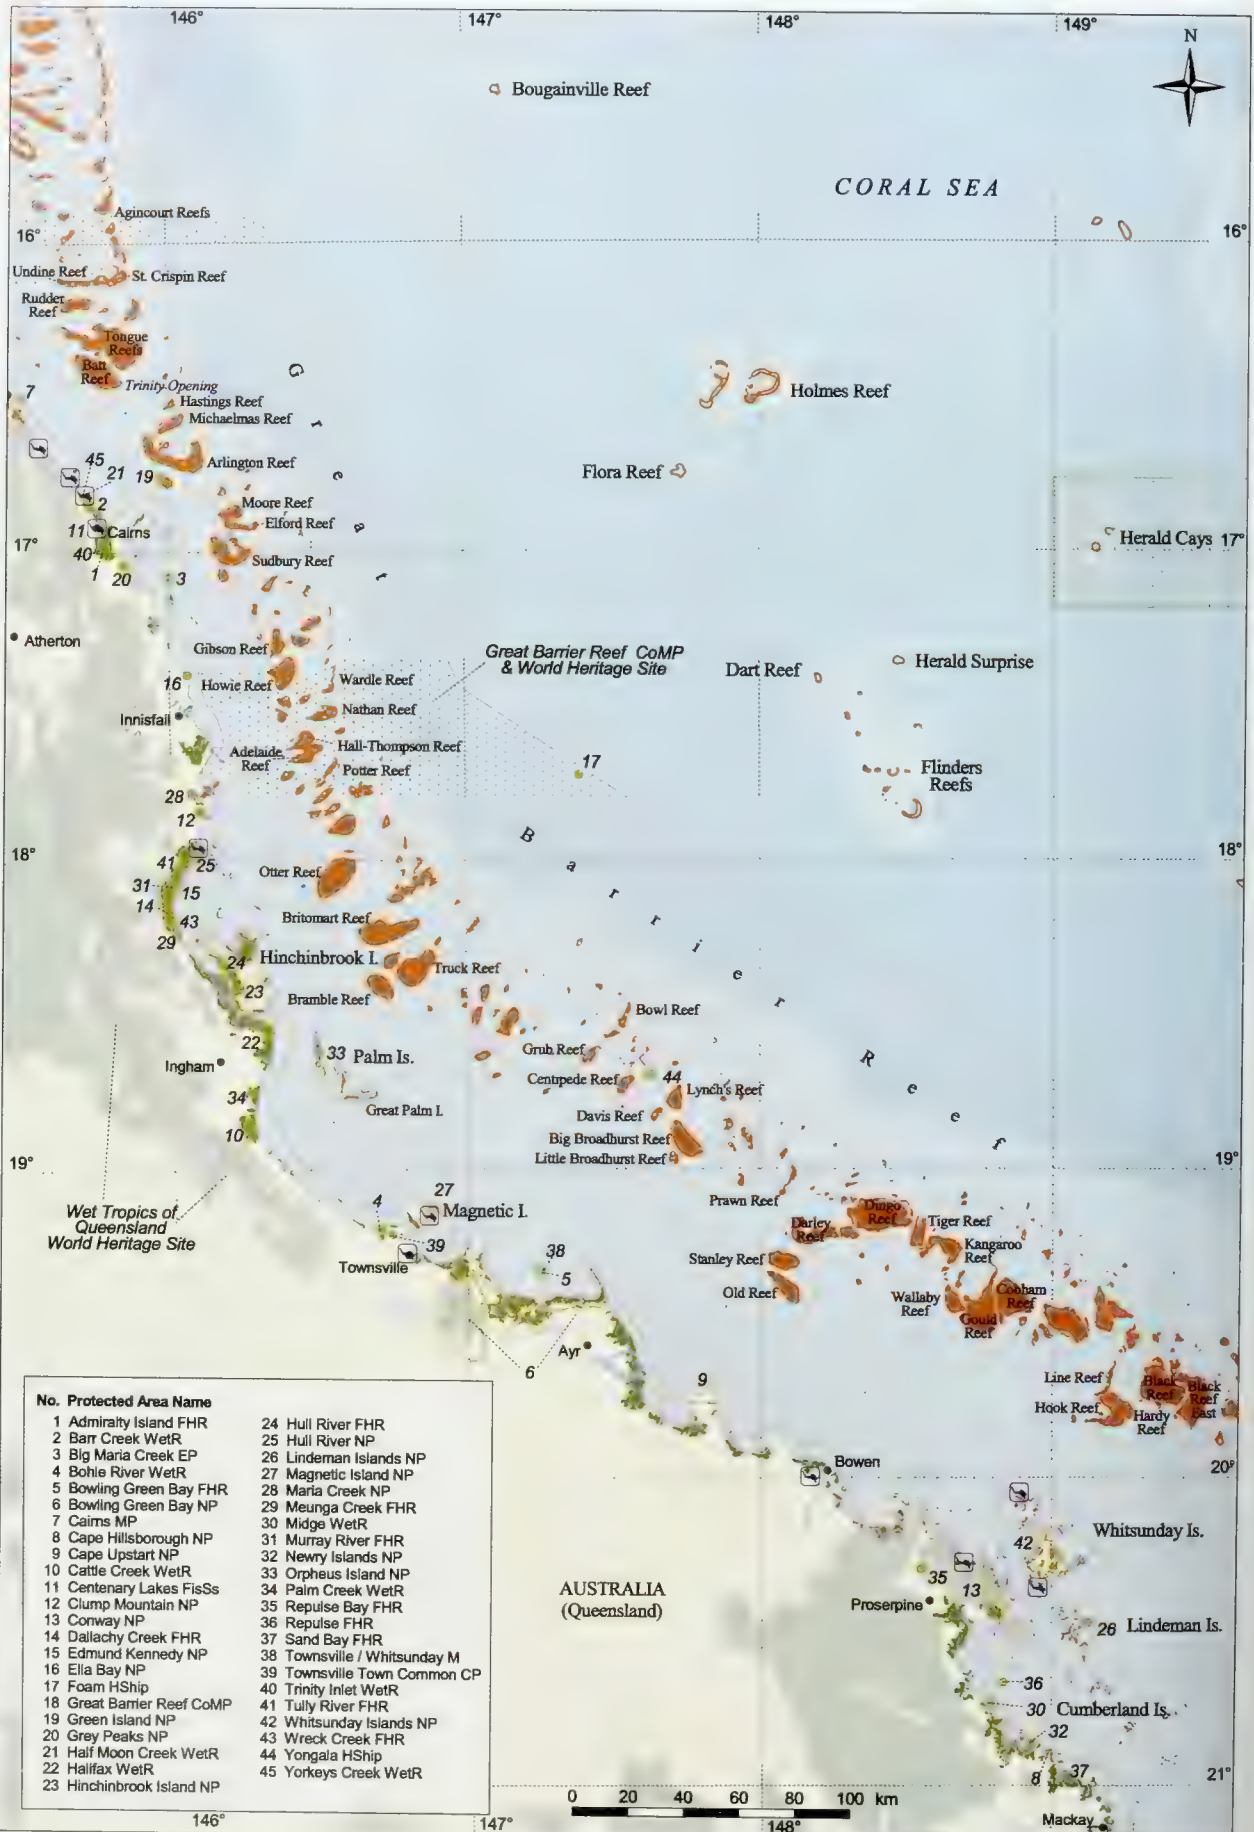 146°
147°
148°
149°
N
Bougainville Reef
CORAL SEA
Agincourt Reefs
16°
16°
Undine Reef
St. Crispin Reef
Rudder
Reef
Tongue
Reefs
Batt
Reef
Trinity Opening
7
Hastings Reef
Michaelmas Reef
Holmes Reef
45
21
19
Arlington Reef
Flora Reef
2
Moore Reef
11
Cairns
Elford Reef
Herald Cays
17°
17°
40
Sudbury Reef
1
20
3
Great Barrier Reef
Atherton
Gibson Reef
Great Barrier Reef CoMP
& World Heritage Site
Dart Reef
Herald Surprise
16
Howie Reef
Wardle Reef
Innisfail
Nathan Reef
Adelaide
Reef
Hall-Thompson Reef
Potter Reef
17
Flinders
Reefs
28
12
18°
18°
41
25
Otter Reef
31
15
14
43
Britomart Reef
29
24
Hinchinbrook I.
Truck Reef
23
Bramble Reef
Bowl Reef
22
33
Palm Is.
Grub Reef
Ingham
Centipede Reef
44
Lynch's Reef
34
Great Palm I.
Davis Reef
10
Big Broadhurst Reef
Little Broadhurst Reef
19°
19°
Prawn Reef
27
Wet Tropics of
Queensland
World Heritage Site
4
Magnetic I.
Dingo
Reef
Darley
Reef
Tiger Reef
39
38
Kangaroo
Reef
Townsville
5
Stanley Reef
Old Reef
Wallaby
Reef
Cobham
Reef
Gould
Reef
Ayr
6
9
Line Reef
Black
Reef
Black
Reef
East
Hook Reef
Hardy
Reef
Bowen
20°
Whitsunday Is.
42
35
13
AUSTRALIA
(Queensland)
Proserpine
26
Lindeman Is.
36
30
Cumberland Is.
32
8
37
21°
Mackay
No. Protected Area Name
1 Admiralty Island FHR
2 Barr Creek WetR
3 Big Maria Creek EP
4 Bohle River WetR
5 Bowling Green Bay FHR
6 Bowling Green Bay NP
7 Cairns MP
8 Cape Hillsborough NP
9 Cape Upstart NP
10 Cattle Creek WetR
11 Centenary Lakes FisSs
12 Clump Mountain NP
13 Conway NP
14 Dallachy Creek FHR
15 Edmund Kennedy NP
16 Ella Bay NP
17 Foam HShip
18 Great Barrier Reef CoMP
19 Green Island NP
20 Grey Peaks NP
21 Half Moon Creek WetR
22 Halifax WetR
23 Hinchinbrook Island NP
24 Hull River FHR
25 Hull River NP
26 Lindeman Islands NP
27 Magnetic Island NP
28 Maria Creek NP
29 Meunga Creek FHR
30 Midge WetR
31 Murray River FHR
32 Newry Islands NP
33 Orpheus Island NP
34 Palm Creek WetR
35 Repulse Bay FHR
36 Repulse FHR
37 Sand Bay FHR
38 Townsville / Whitsunday M
39 Townsville Town Common CP
40 Trinity Inlet WetR
41 Tully River FHR
42 Whitsunday Islands NP
43 Wreck Creek FHR
44 Yongala HShip
45 Yorkeys Creek WetR
0 20 40 60 80 100 km
146°
147°
148°